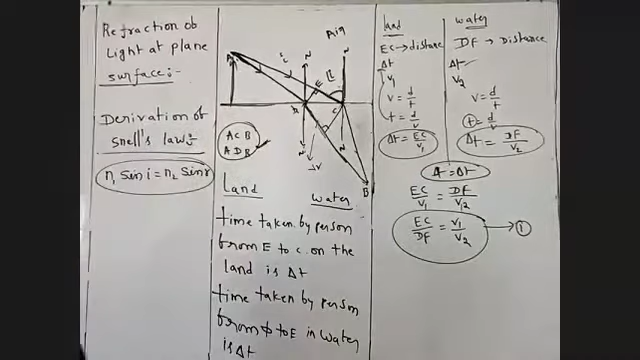 Refraction of
Light at plane
surface:-
Derivation of
snell's law:-
n1 sin i = n2 sin r
Air
A
i
N
N
E
D
C
N
N
B
ACB
ADB
Land
water
time taken by person
from E to C on the
land is Δt
time taken by person
from D to E in water
is Δt
land
EC → distance
Δt
V1
v = d/t
t = d/v
Δt = EC/V1
water
DF → Distance
Δt
V2
v = d/t
t = d/v
Δt = DF/V2
Δt = Δt
EC/V1 = DF/V2
EC/DF = V1/V2 → 1